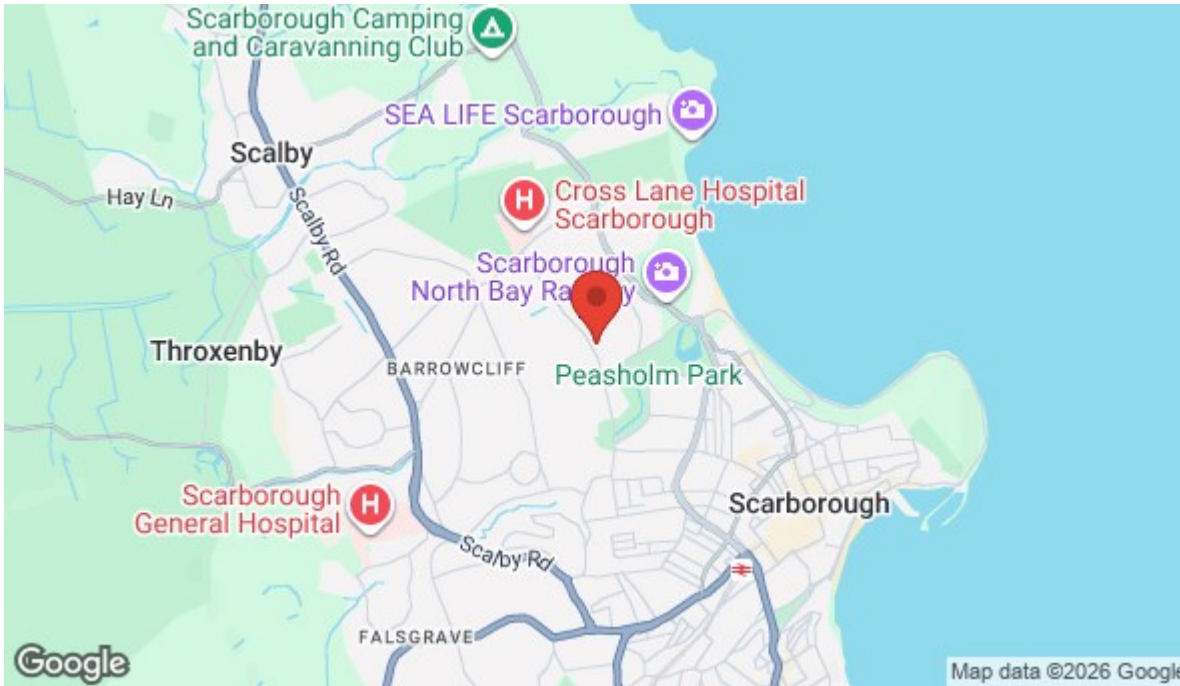 Scarborough Camping
and Caravanning Club
SEA LIFE Scarborough
Scalby
Hay Ln
Cross Lane Hospital
Scarborough
Scalby Rd
Scarborough
North Bay Railway
Throxenby
BARROWCLIFF
Peasholm Park
Scarborough
General Hospital
Scarborough
Scalby Rd
FALSGRAVE
Google
Map data ©2026 Google